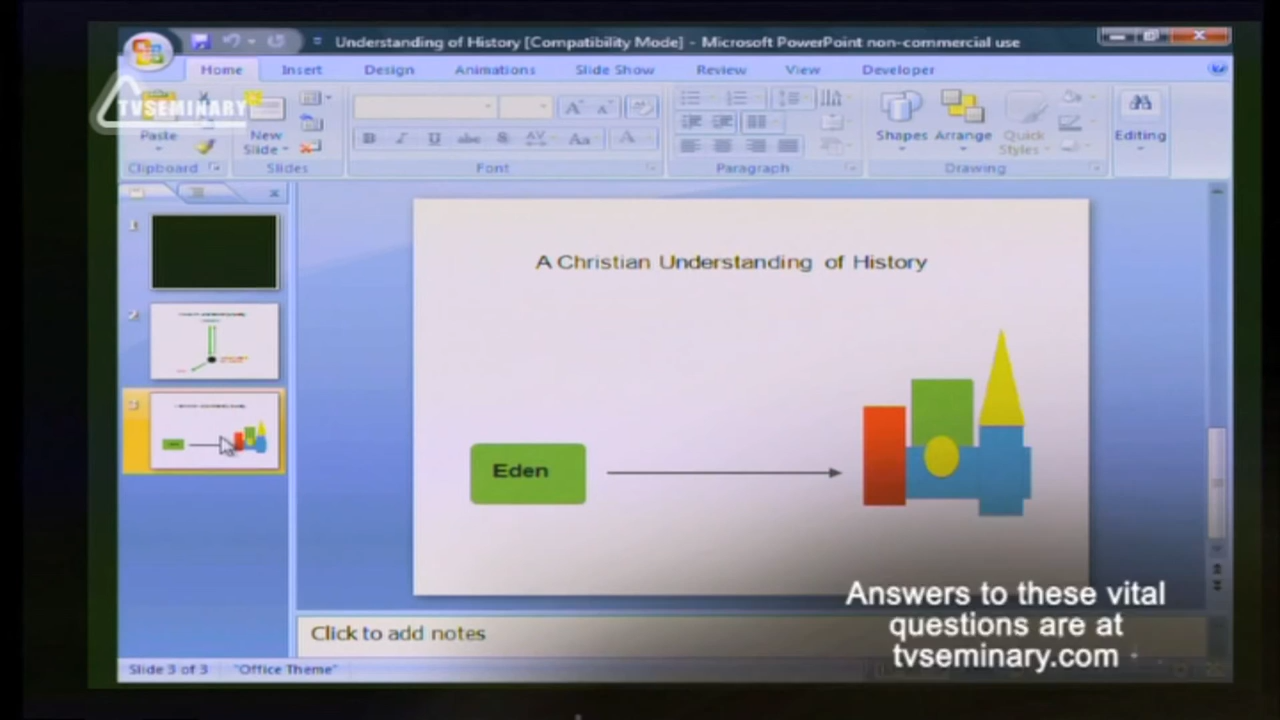 Understanding of History [Compatibility Mode] - Microsoft PowerPoint non-commercial use
Home Insert Design Animations Slide Show Review View Developer
TVSEMINARY
Paste
New
Slide
Shapes Arrange Quick
Styles
Editing
Clipboard Slides Font Paragraph Drawing
1
2
3
A Christian Understanding of History
Eden
Click to add notes
Slide 3 of 3 "Office Theme"
Answers to these vital
questions are at
tvseminary.com